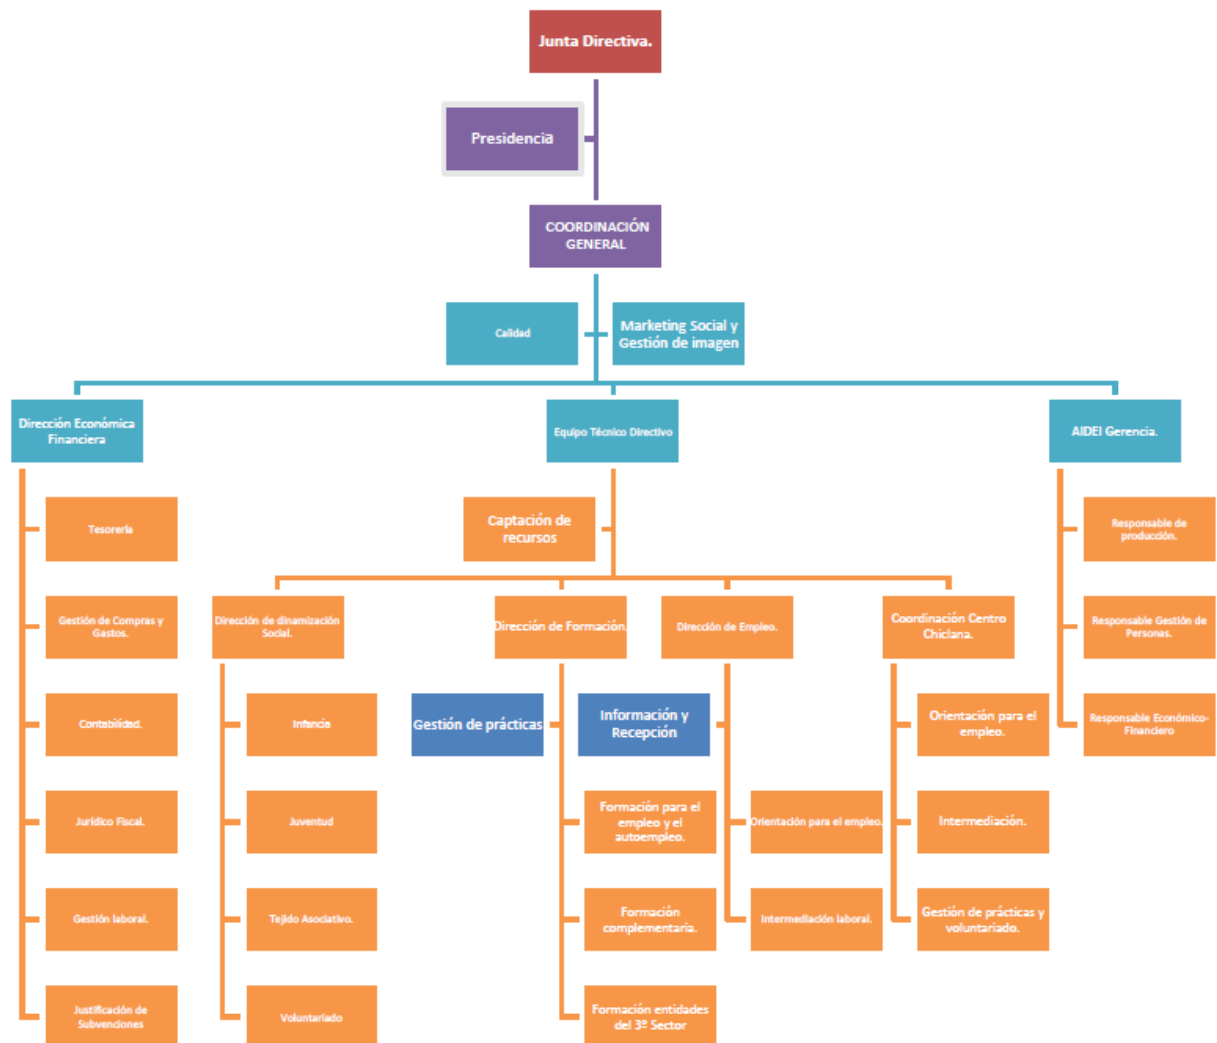 Junta Directiva.
Presidencia
COORDINACIÓN
GENERAL
Calidad
Marketing Social y
Gestión de imagen
Dirección Económica
Financiera
Equipo Técnico Directivo
AIDEI Gerencia.
Tesorería
Captación de
recursos
Responsable de
producción.
Gestión de Compras y
Gastos.
Dirección de dinamización
Social.
Dirección de Formación.
Dirección de Empleo.
Coordinación Centro
Chiclana.
Responsable Gestión de
Personas.
Contabilidad.
Infancia
Gestión de prácticas
Información y
Recepción
Orientación para el
empleo.
Responsable Económico-
Financiero
Jurídico Fiscal.
Juventud
Formación para el
empleo y el
autoempleo.
Orientación para el empleo.
Intermediación.
Gestión laboral.
Tejido Asociativo.
Formación
complementaria.
Intermediación laboral.
Gestión de prácticas y
voluntariado.
Justificación de
Subvenciones
Voluntariado
Formación entidades
del 3º Sector